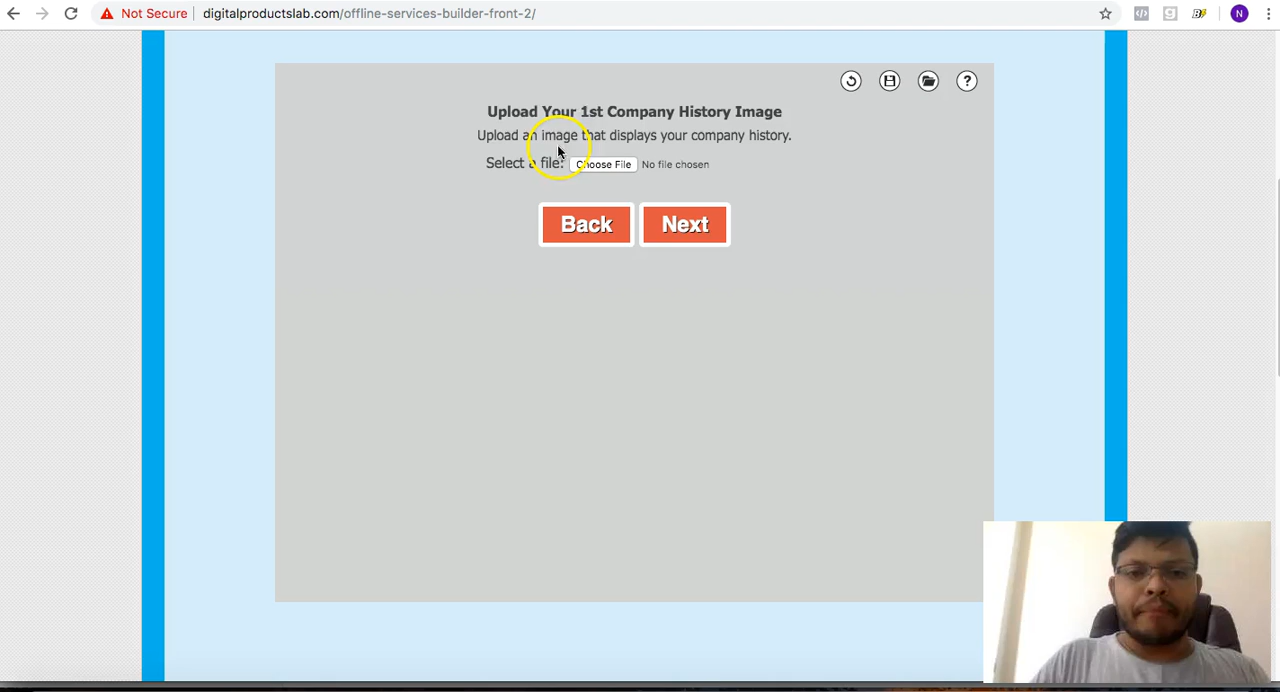 Not Secure digitalproductslab.com/offline-services-builder-front-2/ N
?
Upload Your 1st Company History Image
Upload an image that displays your company history.
Select a file: Choose File No file chosen
Back Next